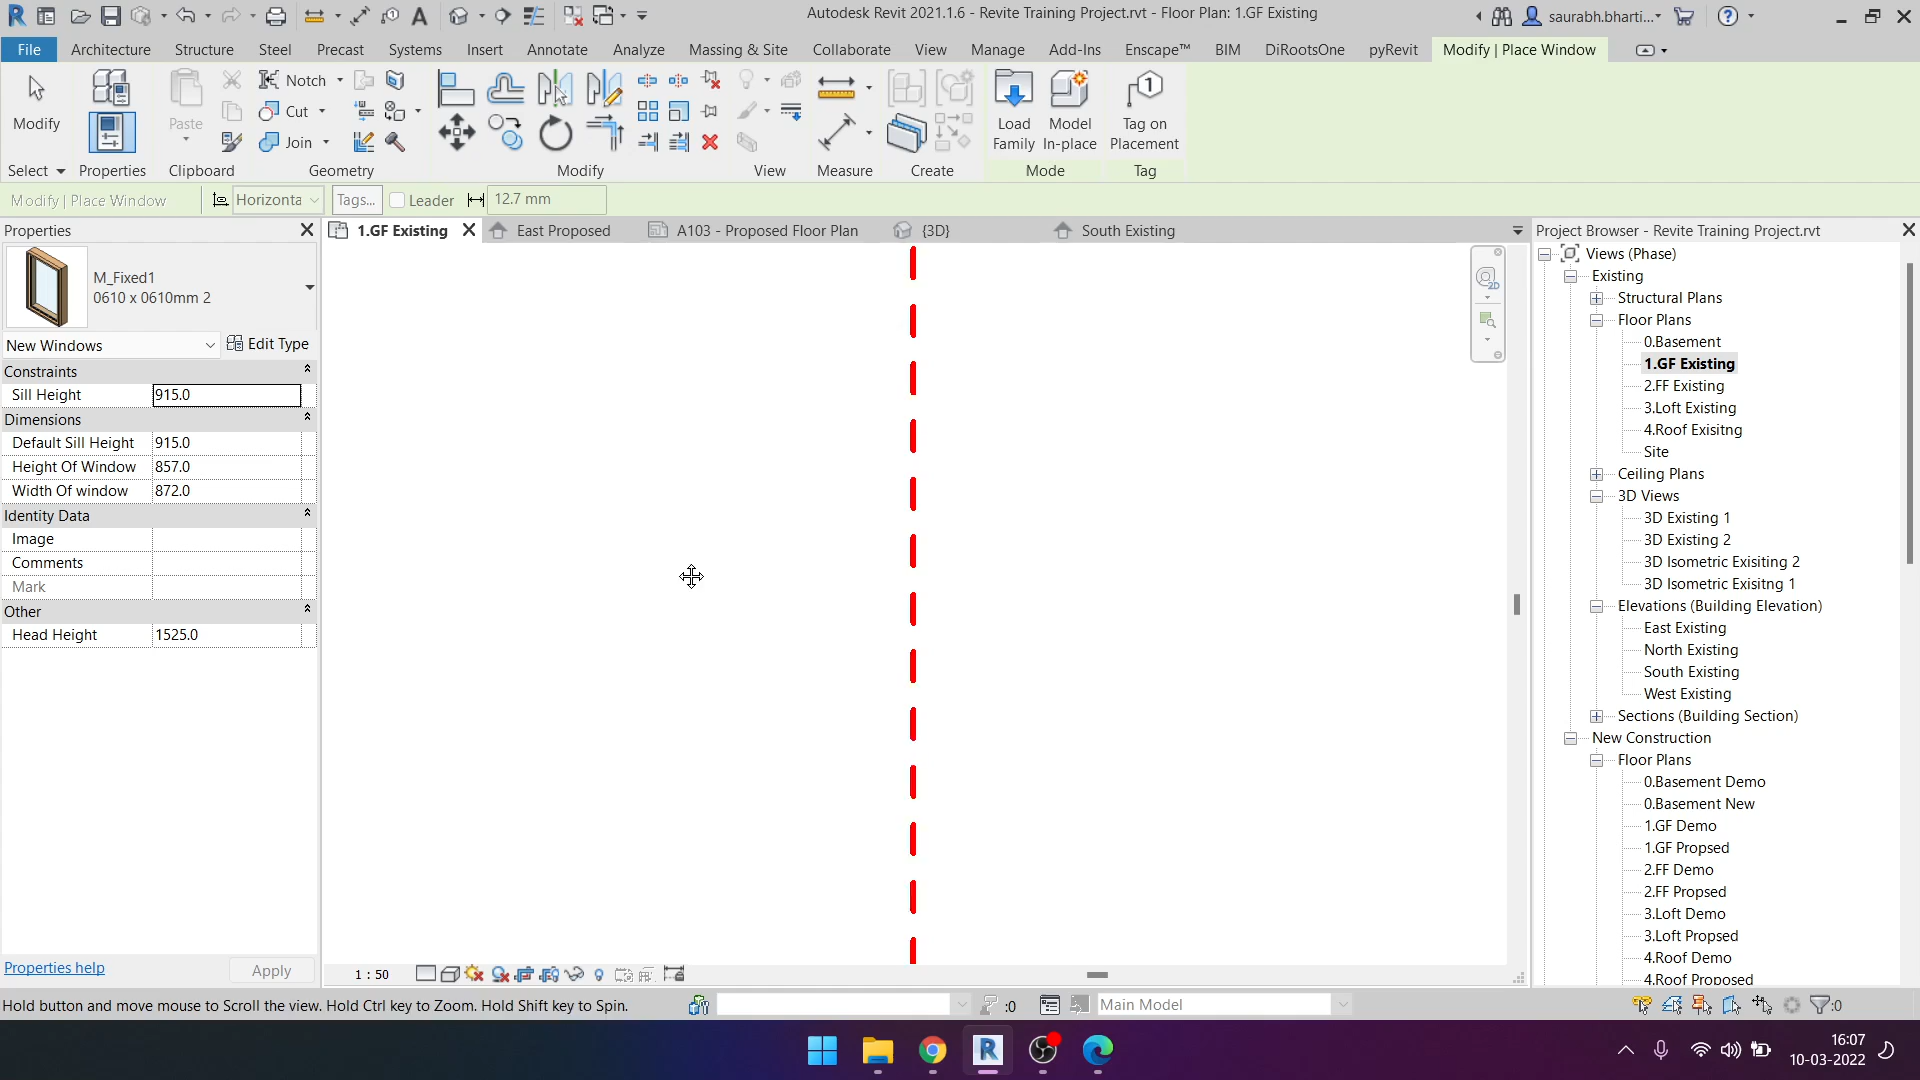 Autodesk Revit 2021.1.6 - Revite Training Project.rvt - Floor Plan: 1.GF Existing
saurabh.bharti...
File Architecture Structure Steel Precast Systems Insert Annotate Analyze Massing & Site Collaborate View Manage Add-Ins Enscape™ BIM DiRootsOne pyRevit Modify | Place Window
Modify
Paste
Notch
Cut
Join
Load Family
Model In-place
Tag on Placement
Select Properties Clipboard Geometry Modify View Measure Create Mode Tag
Modify | Place Window Horizonta Tags... Leader 12.7 mm
Properties
M_Fixed1
0610 x 0610mm 2
New Windows Edit Type
Constraints
Sill Height 915.0
Dimensions
Default Sill Height 915.0
Height Of Window 857.0
Width Of window 872.0
Identity Data
Image
Comments
Mark
Other
Head Height 1525.0
Properties help Apply
1.GF Existing East Proposed A103 - Proposed Floor Plan {3D} South Existing
2D
1 : 50
Project Browser - Revite Training Project.rvt
Views (Phase)
Existing
Structural Plans
Floor Plans
0.Basement
1.GF Existing
2.FF Existing
3.Loft Existing
4.Roof Exisitng
Site
Ceiling Plans
3D Views
3D Existing 1
3D Existing 2
3D Isometric Exisiting 2
3D Isometric Exisitng 1
Elevations (Building Elevation)
East Existing
North Existing
South Existing
West Existing
Sections (Building Section)
New Construction
Floor Plans
0.Basement Demo
0.Basement New
1.GF Demo
1.GF Propsed
2.FF Demo
2.FF Propsed
3.Loft Demo
3.Loft Propsed
4.Roof Demo
4.Roof Proposed
Hold button and move mouse to Scroll the view. Hold Ctrl key to Zoom. Hold Shift key to Spin. :0 Main Model :0
16:07
10-03-2022